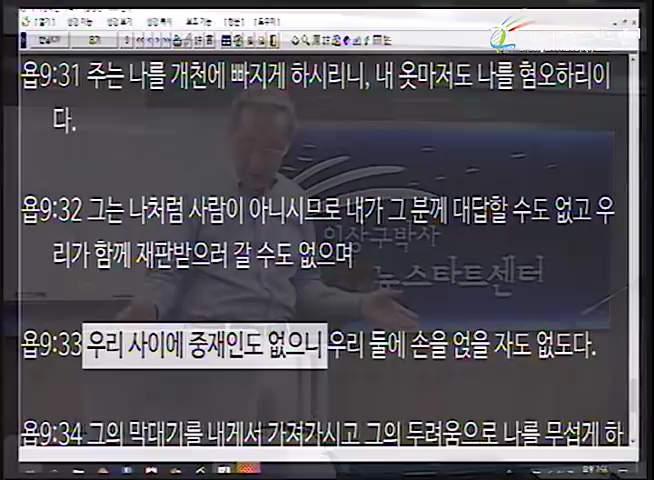 욥9:31 주는 나를 개천에 빠지게 하시리니, 내 옷마저도 나를 혐오하리이
다.
욥9:32 그는 나처럼 사람이 아니시므로 내가 그 분께 대답할 수도 없고 우
리가 함께 재판받으러 갈 수도 없으며
이상구박사
뉴스타트센터
욥9:33 우리 사이에 중재인도 없으니 우리 둘에 손을 얹을 자도 없도다.
욥9:34 그의 막대기를 내게서 가져가시고 그의 두려움으로 나를 무섭게 하